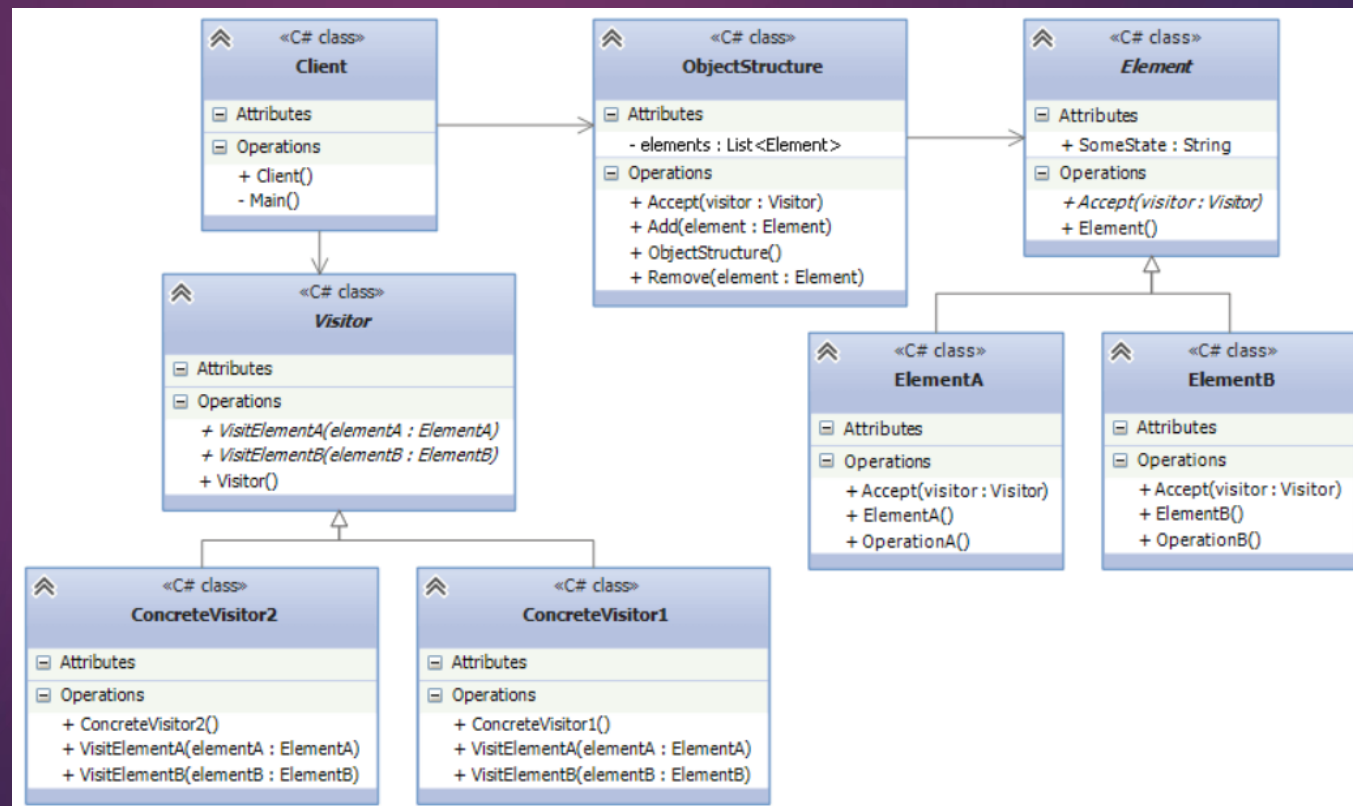 «C# class»
Client
Attributes
Operations
+ Client()
- Main()
«C# class»
ObjectStructure
Attributes
- elements : List<Element>
Operations
+ Accept(visitor : Visitor)
+ Add(element : Element)
+ ObjectStructure()
+ Remove(element : Element)
«C# class»
Element
Attributes
+ SomeState : String
Operations
+ Accept(visitor : Visitor)
+ Element()
«C# class»
Visitor
Attributes
Operations
+ VisitElementA(elementA : ElementA)
+ VisitElementB(elementB : ElementB)
+ Visitor()
«C# class»
ElementA
Attributes
Operations
+ Accept(visitor : Visitor)
+ ElementA()
+ OperationA()
«C# class»
ElementB
Attributes
Operations
+ Accept(visitor : Visitor)
+ ElementB()
+ OperationB()
«C# class»
ConcreteVisitor2
Attributes
Operations
+ ConcreteVisitor2()
+ VisitElementA(elementA : ElementA)
+ VisitElementB(elementB : ElementB)
«C# class»
ConcreteVisitor1
Attributes
Operations
+ ConcreteVisitor1()
+ VisitElementA(elementA : ElementA)
+ VisitElementB(elementB : ElementB)